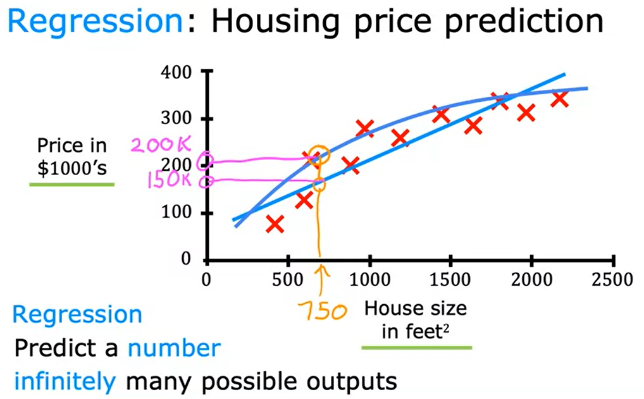 Regression: Housing price prediction
400
300
200K
Price in
$1000's
200
150K
100
0
0 500 1000 1500 2000 2500
750
House size
in feet²
Regression
Predict a number
infinitely many possible outputs